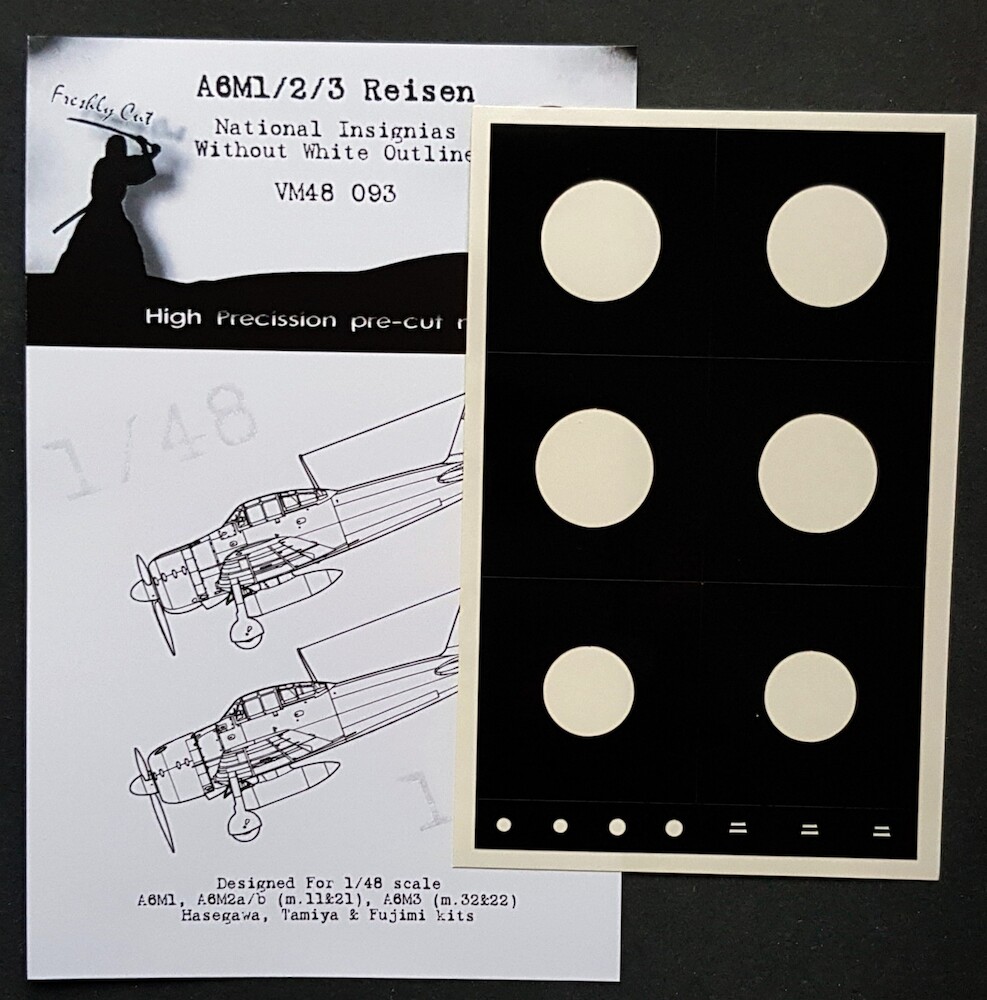 Freshly Cut
A6M1/2/3 Reisen
National Insignias
Without White Outline
VM48 093
High Precission pre-cut
1/48
1
Designed For 1/48 scale
A6M1, A6M2a/b (m.11&21), A6M3 (m.32&22)
Hasegawa, Tamiya & Fujimi kits